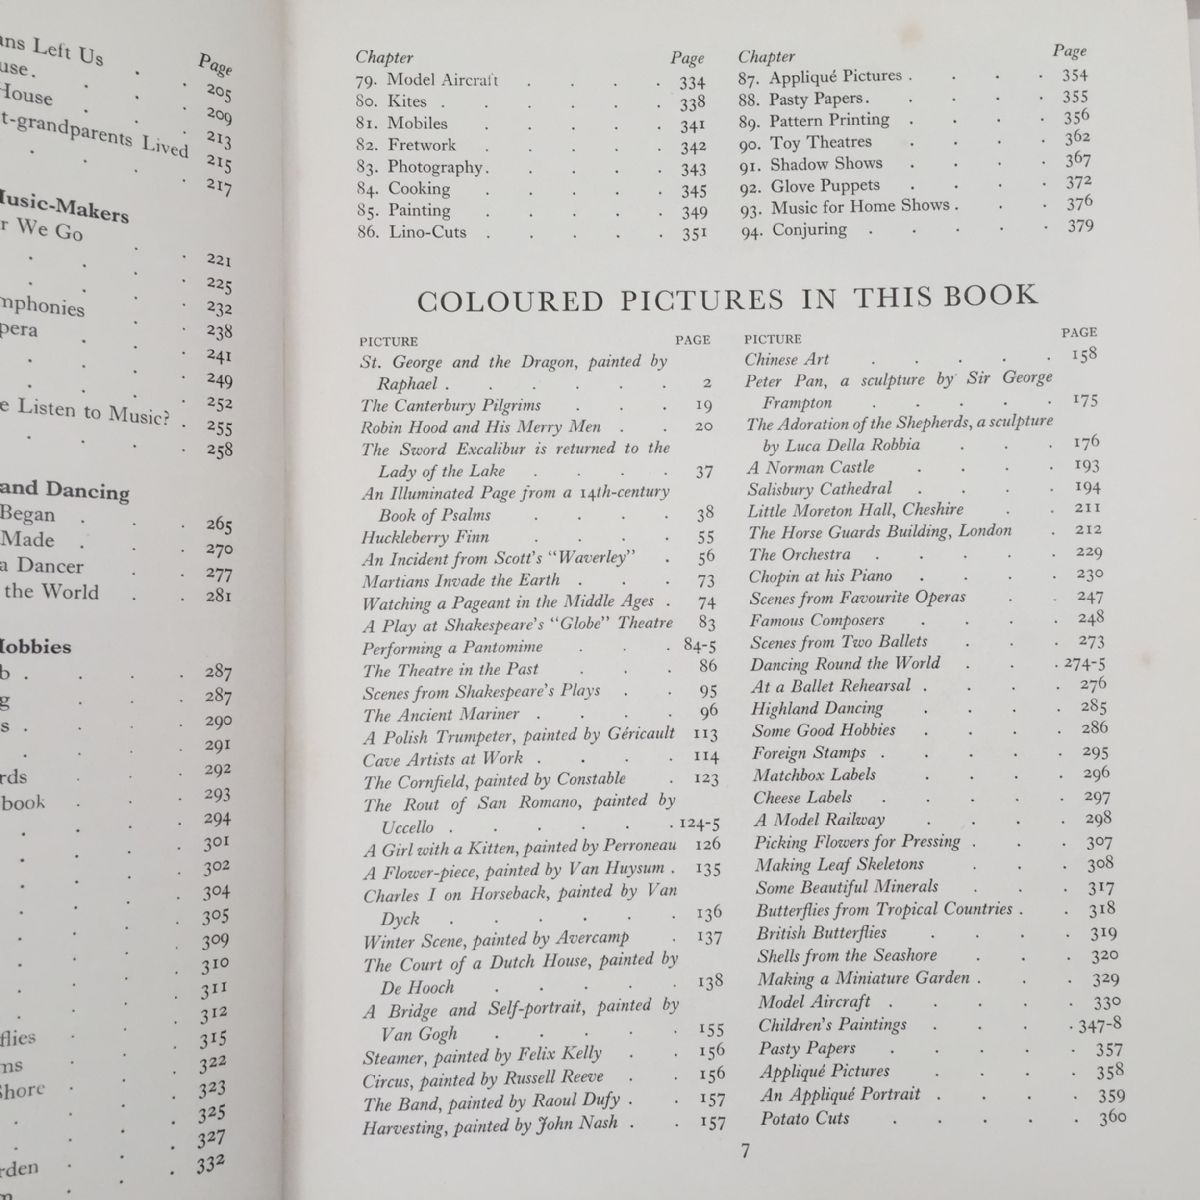 ans Left Us
Page
use. 205
House 209
t-grandparents Lived 213
215
217
Music-Makers
r We Go
221
225
mphonies 232
pera 238
241
249
252
e Listen to Music? 255
258
and Dancing
Began 265
Made 270
a Dancer 277
the World 281
Hobbies
b . 287
g 287
s . 290
291
rds 292
book 293
294
301
302
304
305
309
310
311
312
flies 315
ms 322
Shore 323
325
327
rden 332
Chapter Page
79. Model Aircraft . . . . 334
80. Kites . . . . . 338
81. Mobiles . . . . 341
82. Fretwork . . . . 342
83. Photography. . . . 343
84. Cooking . . . . 345
85. Painting . . . . 349
86. Lino-Cuts . . . . 351
Chapter Page
87. Appliqué Pictures . . . . 354
88. Pasty Papers. . . . . 355
89. Pattern Printing . . . . 356
90. Toy Theatres . . . . 362
91. Shadow Shows . . . . 367
92. Glove Puppets . . . . 372
93. Music for Home Shows . . . 376
94. Conjuring . . . . . 379
COLOURED PICTURES IN THIS BOOK
PICTURE PAGE
St. George and the Dragon, painted by
Raphael . . . . . . 2
The Canterbury Pilgrims . . . 19
Robin Hood and His Merry Men . . 20
The Sword Excalibur is returned to the
Lady of the Lake . . . . 37
An Illuminated Page from a 14th-century
Book of Psalms . . . . 38
Huckleberry Finn . . . . 55
An Incident from Scott's "Waverley" . 56
Martians Invade the Earth . . . 73
Watching a Pageant in the Middle Ages . 74
A Play at Shakespeare's "Globe" Theatre 83
Performing a Pantomime . . . 84-5
The Theatre in the Past . . . 86
Scenes from Shakespeare's Plays . . 95
The Ancient Mariner . . . . 96
A Polish Trumpeter, painted by Géricault 113
Cave Artists at Work . . . . 114
The Cornfield, painted by Constable . 123
The Rout of San Romano, painted by
Uccello . . . . . . 124-5
A Girl with a Kitten, painted by Perroneau 126
A Flower-piece, painted by Van Huysum . 135
Charles I on Horseback, painted by Van
Dyck . . . . . . 136
Winter Scene, painted by Avercamp . 137
The Court of a Dutch House, painted by
De Hooch . . . . . 138
A Bridge and Self-portrait, painted by
Van Gogh . . . . . 155
Steamer, painted by Felix Kelly . . 156
Circus, painted by Russell Reeve . . 156
The Band, painted by Raoul Dufy . . 157
Harvesting, painted by John Nash . . 157
PICTURE PAGE
Chinese Art . . . . . 158
Peter Pan, a sculpture by Sir George
Frampton . . . . . 175
The Adoration of the Shepherds, a sculpture
by Luca Della Robbia . . . 176
A Norman Castle . . . . 193
Salisbury Cathedral . . . . 194
Little Moreton Hall, Cheshire . . 211
The Horse Guards Building, London . 212
The Orchestra . . . . . 229
Chopin at his Piano . . . . 230
Scenes from Favourite Operas . . 247
Famous Composers . . . . 248
Scenes from Two Ballets . . . 273
Dancing Round the World . . . 274-5
At a Ballet Rehearsal . . . . 276
Highland Dancing . . . . 285
Some Good Hobbies . . . . 286
Foreign Stamps . . . . . 295
Matchbox Labels . . . . 296
Cheese Labels . . . . . 297
A Model Railway . . . . 298
Picking Flowers for Pressing . . . 307
Making Leaf Skeletons . . . 308
Some Beautiful Minerals . . . 317
Butterflies from Tropical Countries . . 318
British Butterflies . . . . 319
Shells from the Seashore . . . 320
Making a Miniature Garden . . . 329
Model Aircraft . . . . . 330
Children's Paintings . . . . 347-8
Pasty Papers . . . . . 357
Appliqué Pictures . . . . 358
An Appliqué Portrait . . . . 359
Potato Cuts . . . . . 360
7